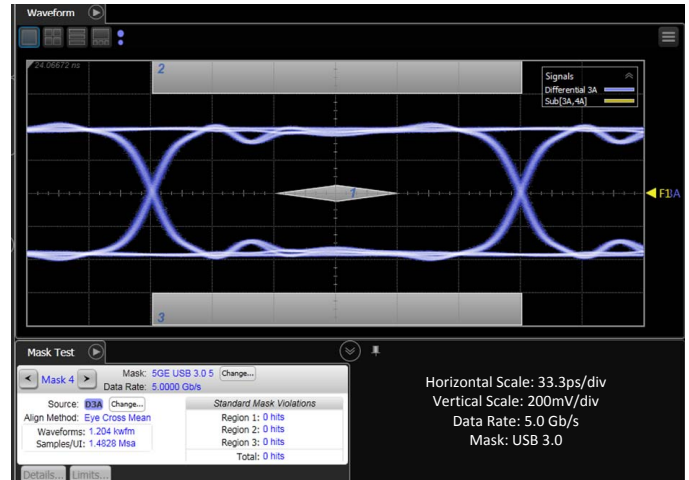 Waveform
24.06672 ns
2
Signals
Differential 3A
Sub[3A,4A]
1
F1
3A
3
Mask Test
Mask 4
Mask: 5GE USB 3.0 5 Change...
Data Rate: 5.0000 Gb/s
Source: D3A Change...
Align Method: Eye Cross Mean
Waveforms: 1.204 kwfm
Samples/UI: 1.4828 Msa
Standard Mask Violations
Region 1: 0 hits
Region 2: 0 hits
Region 3: 0 hits
Total: 0 hits
Details... Limits...
Horizontal Scale: 33.3ps/div
Vertical Scale: 200mV/div
Data Rate: 5.0 Gb/s
Mask: USB 3.0